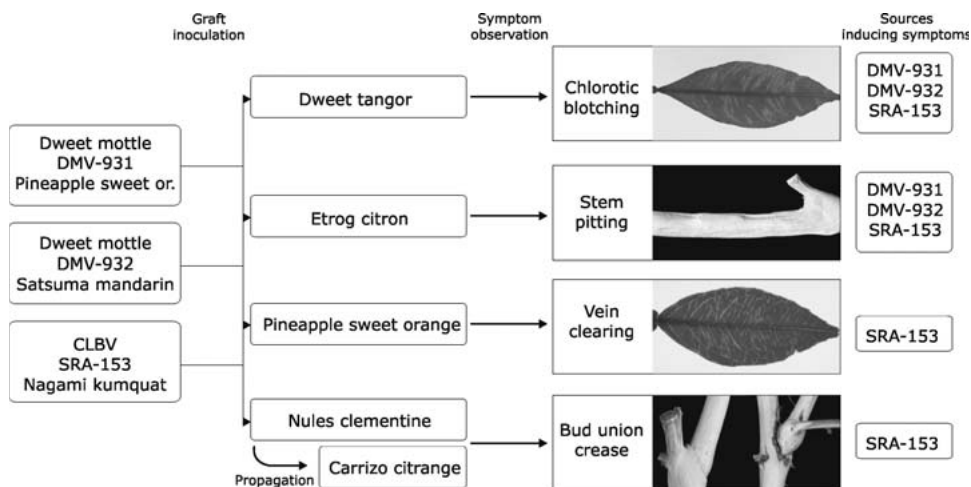 Graft
inoculation
Symptom
observation
Sources
inducing symptoms
Dweet mottle
DMV-931
Pineapple sweet or.
Dweet mottle
DMV-932
Satsuma mandarin
CLBV
SRA-153
Nagami kumquat
Dweet tangor
Chlorotic
blotching
DMV-931
DMV-932
SRA-153
Etrog citron
Stem
pitting
DMV-931
DMV-932
SRA-153
Pineapple sweet orange
Vein
clearing
SRA-153
Nules clementine
Propagation
Carrizo citrange
Bud union
crease
SRA-153